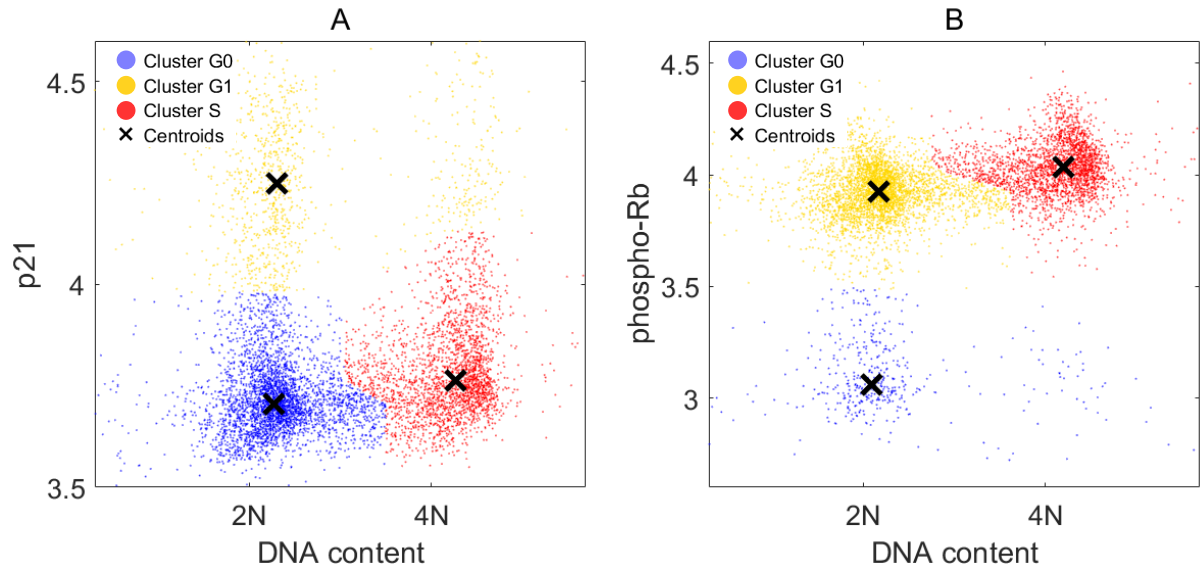 A
Cluster G0
Cluster G1
Cluster S
Centroids
4.5
4
3.5
p21
2N
4N
DNA content
B
Cluster G0
Cluster G1
Cluster S
Centroids
4.5
4
3.5
3
phospho-Rb
2N
4N
DNA content